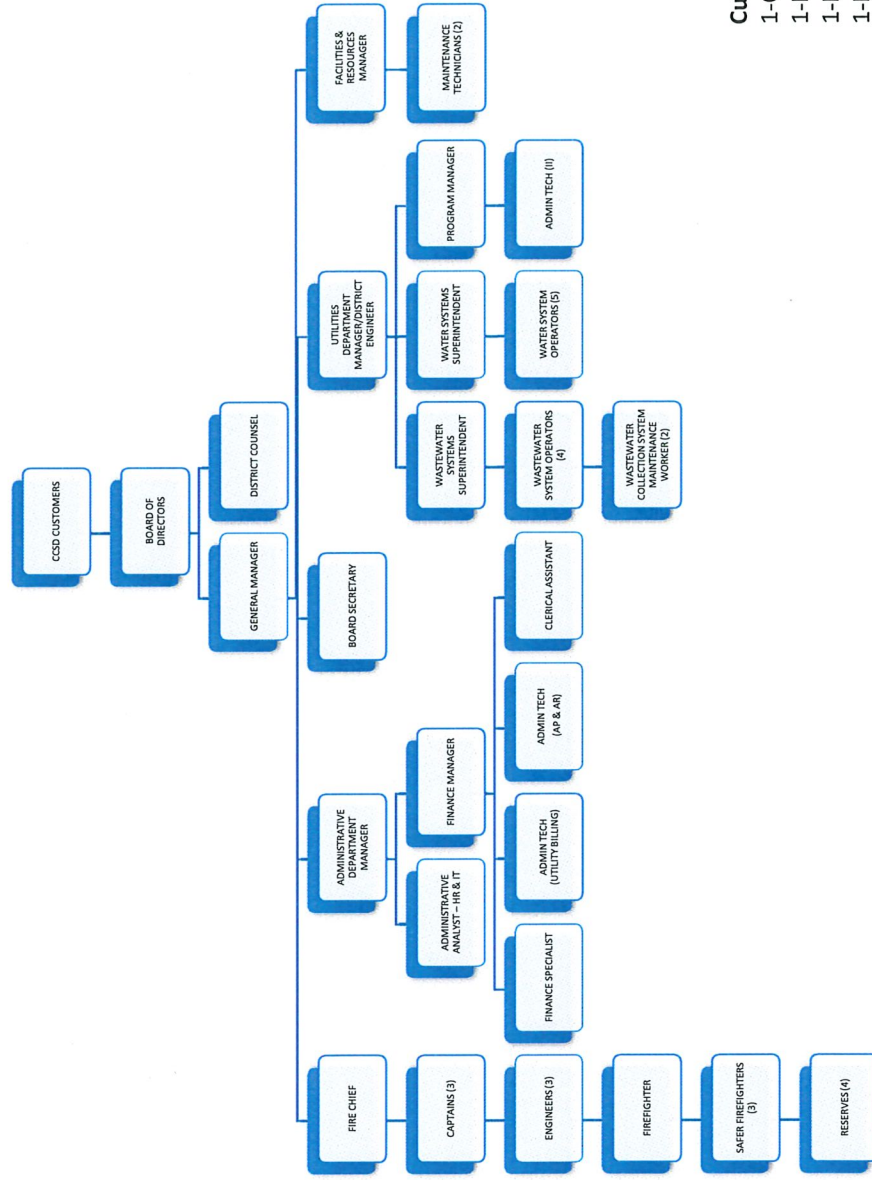 CCSD CUSTOMERS
BOARD OF
DIRECTORS
GENERAL MANAGER
DISTRICT COUNSEL
FIRE CHIEF
ADMINISTRATIVE
DEPARTMENT
MANAGER
BOARD SECRETARY
UTILITIES
DEPARTMENT
MANAGER/DISTRICT
ENGINEER
FACILITIES &
RESOURCES
MANAGER
CAPTAINS (3)
ADMINISTRATIVE
ANALYST – HR & IT
FINANCE MANAGER
WASTEWATER
SYSTEMS
SUPERINTENDENT
WATER SYSTEMS
SUPERINTENDENT
PROGRAM MANAGER
MAINTENANCE
TECHNICIANS (2)
ENGINEERS (3)
FINANCE SPECIALIST
ADMIN TECH
(UTILITY BILLING)
ADMIN TECH
(AP & AR)
CLERICAL ASSISTANT
WASTEWATER
SYSTEM OPERATORS
(4)
WATER SYSTEM
OPERATORS (5)
ADMIN TECH (II)
FIREFIGHTER
WASTEWATER
COLLECTION SYSTEM
MAINTENANCE
WORKER (2)
SAFER FIREFIGHTERS
(3)
RESERVES (4)